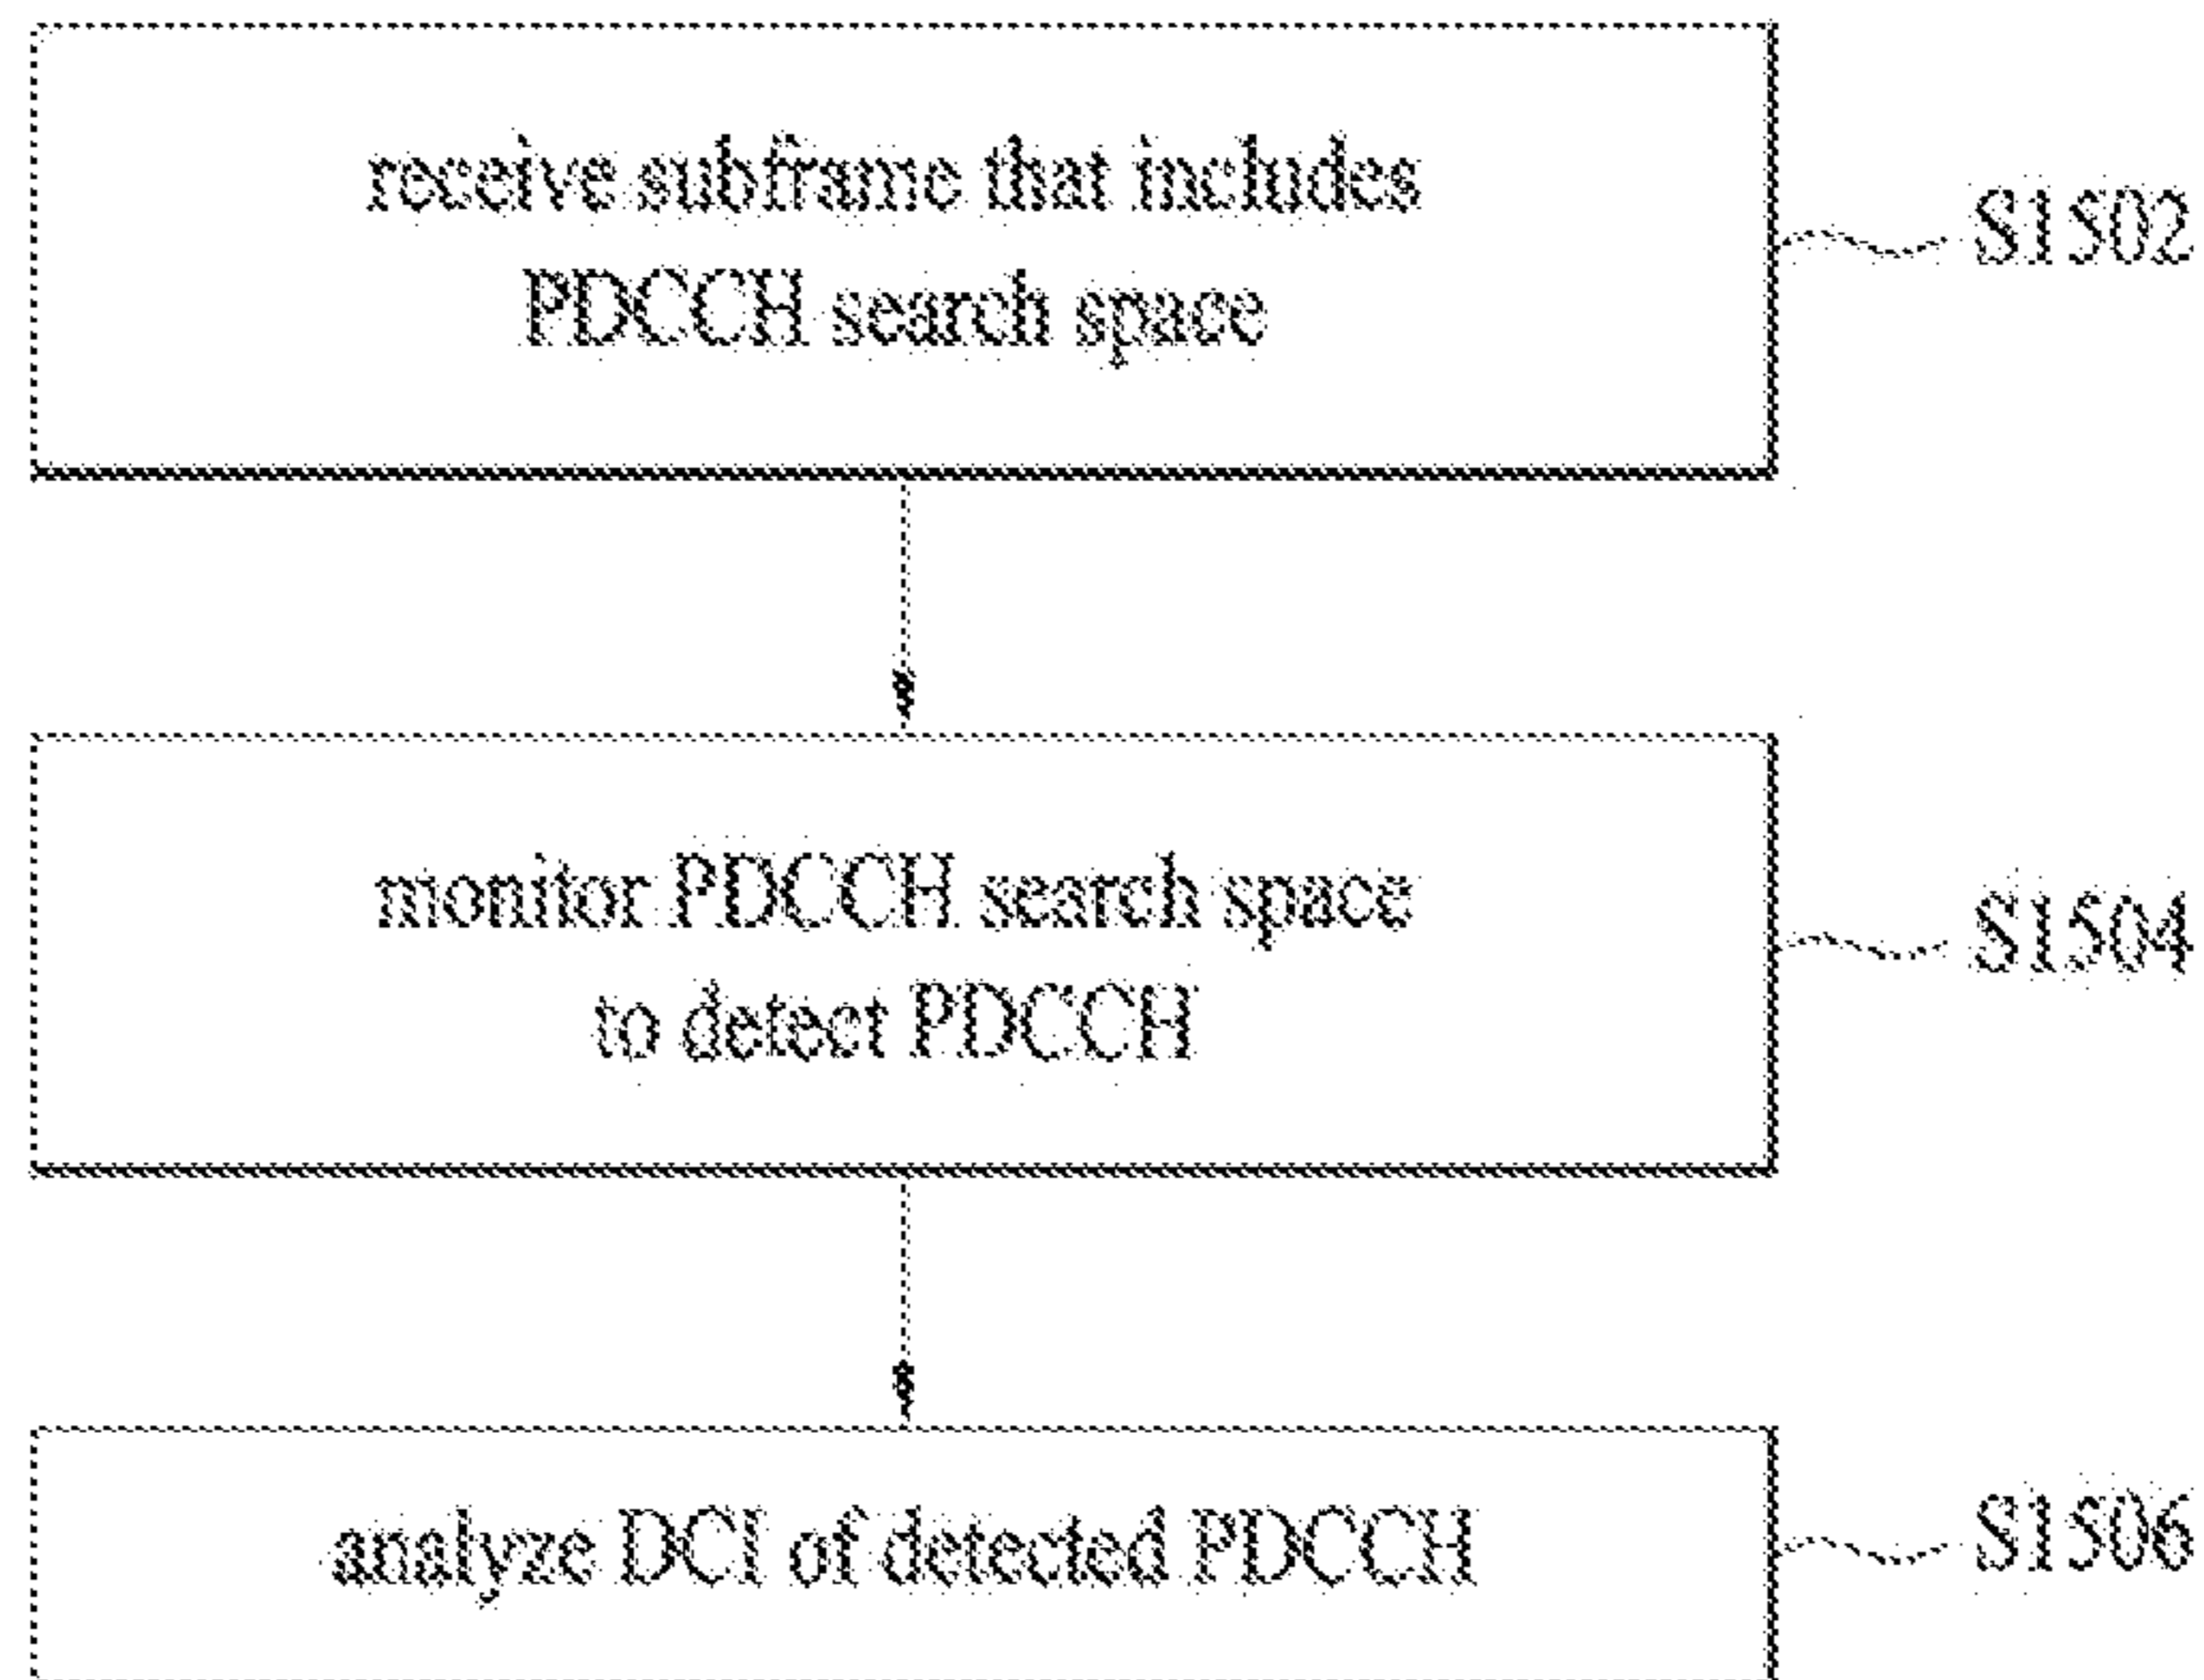 receive subframe that includes
PDCCH search space
S1502
monitor PDCCH search space
to detect PDCCH
S1504
analyze DCI of detected PDCCH
S1506